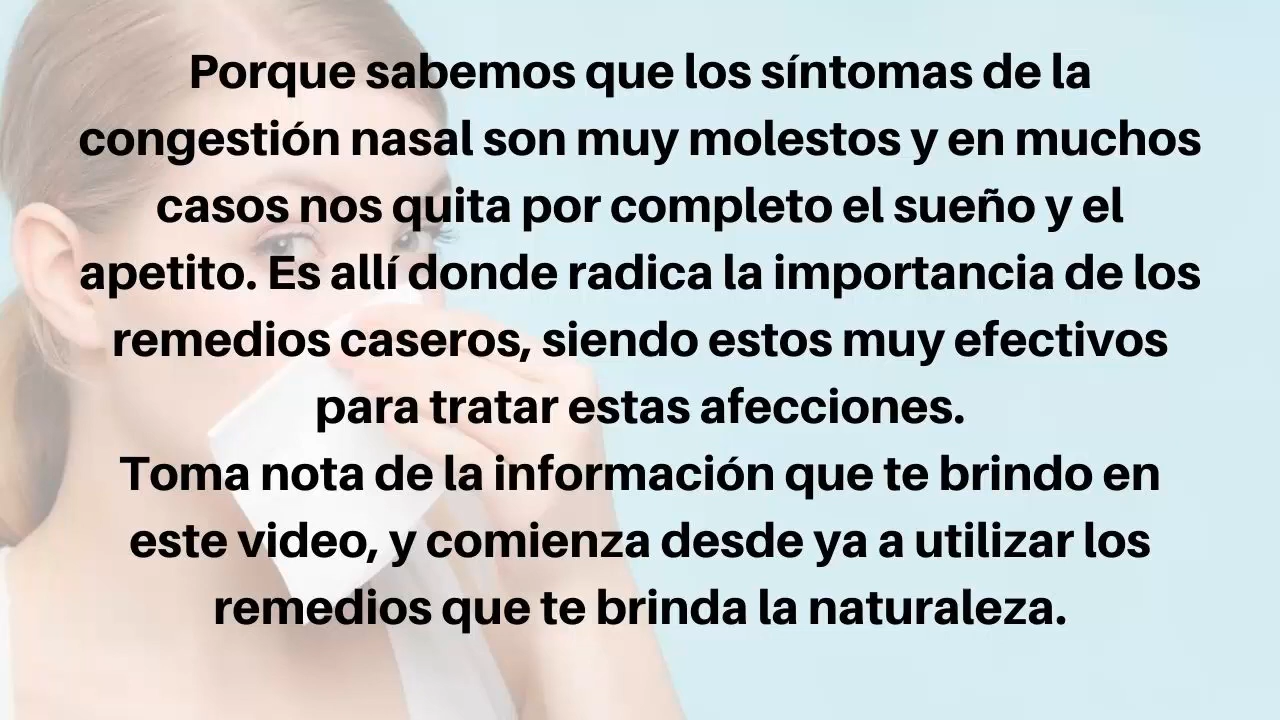 Porque sabemos que los síntomas de la
congestión nasal son muy molestos y en muchos
casos nos quita por completo el sueño y el
apetito. Es allí donde radica la importancia de los
remedios caseros, siendo estos muy efectivos
para tratar estas afecciones.
Toma nota de la información que te brindo en
este video, y comienza desde ya a utilizar los
remedios que te brinda la naturaleza.